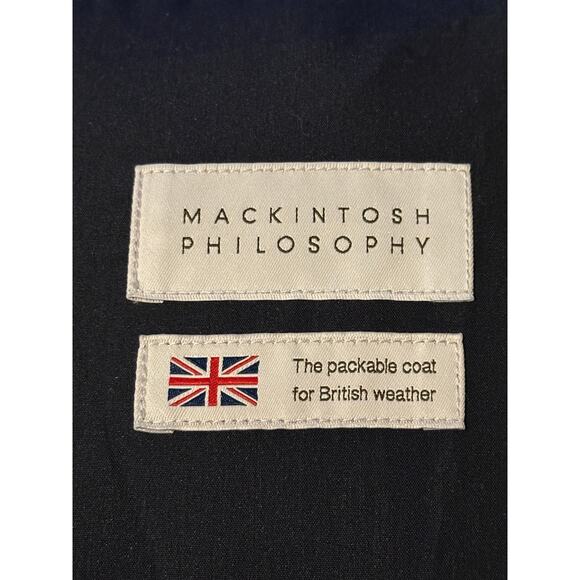 MACKINTOSH
PHILOSOPHY
The packable coat
for British weather